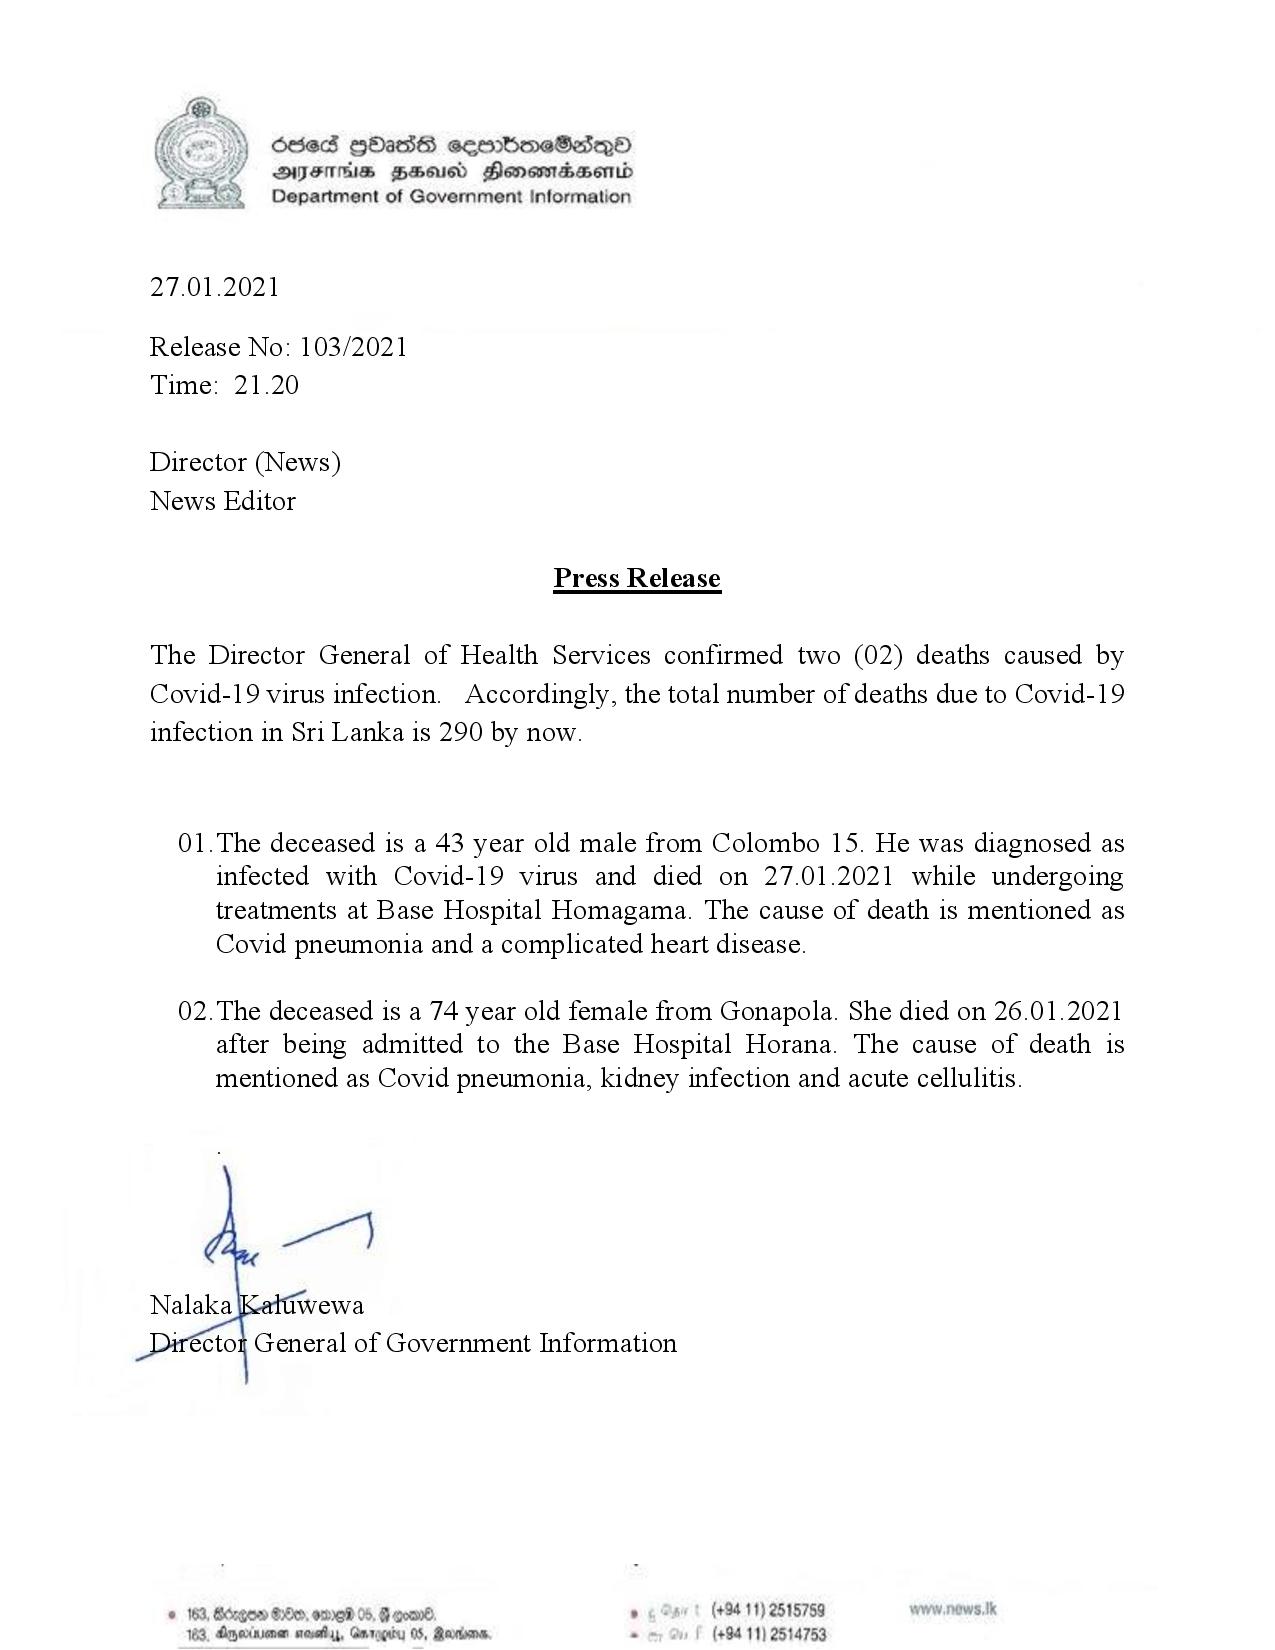 රජයේ ප්‍රවෘත්ති දෙපාර්තමේන්තුව
அரசாங்க தகவல் திணைக்களம்
Department of Government Information
27.01.2021
Release No: 103/2021
Time: 21.20
Director (News)
News Editor
Press Release
The Director General of Health Services confirmed two (02) deaths caused by
Covid-19 virus infection. Accordingly, the total number of deaths due to Covid-19
infection in Sri Lanka is 290 by now.
01. The deceased is a 43 year old male from Colombo 15. He was diagnosed as
infected with Covid-19 virus and died on 27.01.2021 while undergoing
treatments at Base Hospital Homagama. The cause of death is mentioned as
Covid pneumonia and a complicated heart disease.
02. The deceased is a 74 year old female from Gonapola. She died on 26.01.2021
after being admitted to the Base Hospital Horana. The cause of death is
mentioned as Covid pneumonia, kidney infection and acute cellulitis.
Nalaka Kaluwewa
Director General of Government Information
163, කිරුලපන මාවත, කොළඹ 05, ශ්‍රී ලංකාව.
163, கிருலப்பனை எவனியூ, கொழும்பு 05, இலங்கை.
(+94 11) 2515759
(+94 11) 2514753
www.news.lk